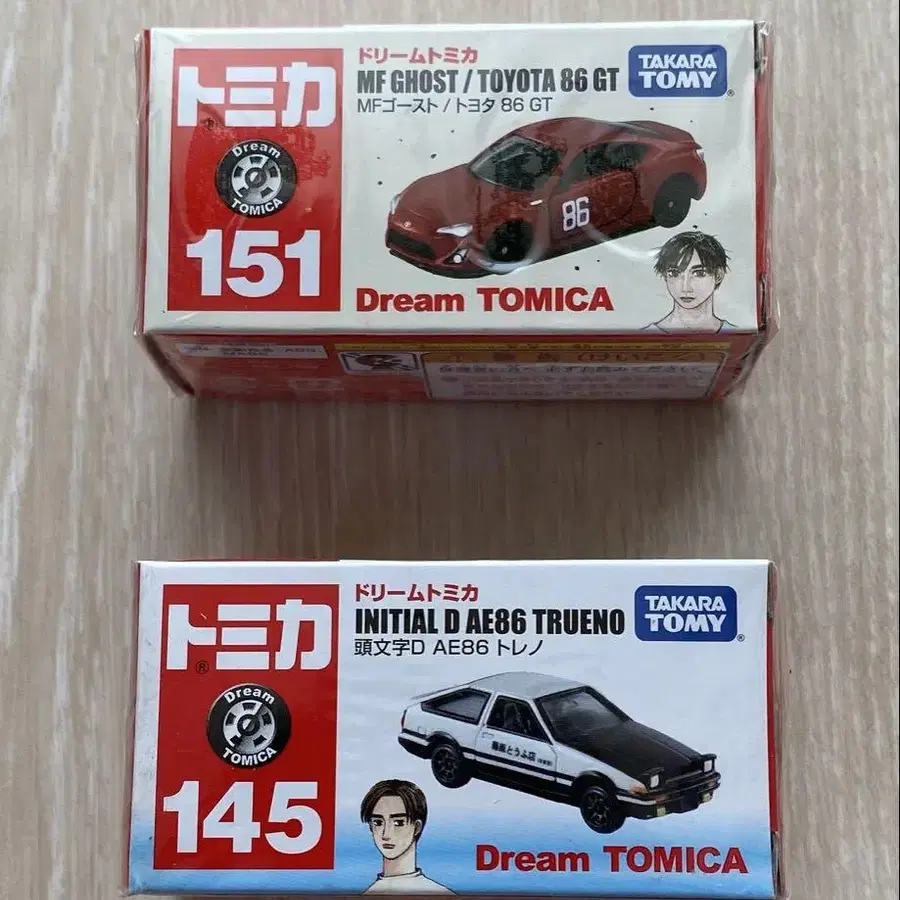 トミカ
®
Dream
TOMICA
151
ドリームトミカ
MF GHOST / TOYOTA 86 GT
MFゴースト / トヨタ 86 GT
TAKARA
TOMY
®
86
Dream TOMICA
トミカ
®
Dream
TOMICA
145
ドリームトミカ
INITIAL D AE86 TRUENO
頭文字D AE86 トレノ
TAKARA
TOMY
®
とうふ店
Dream TOMICA